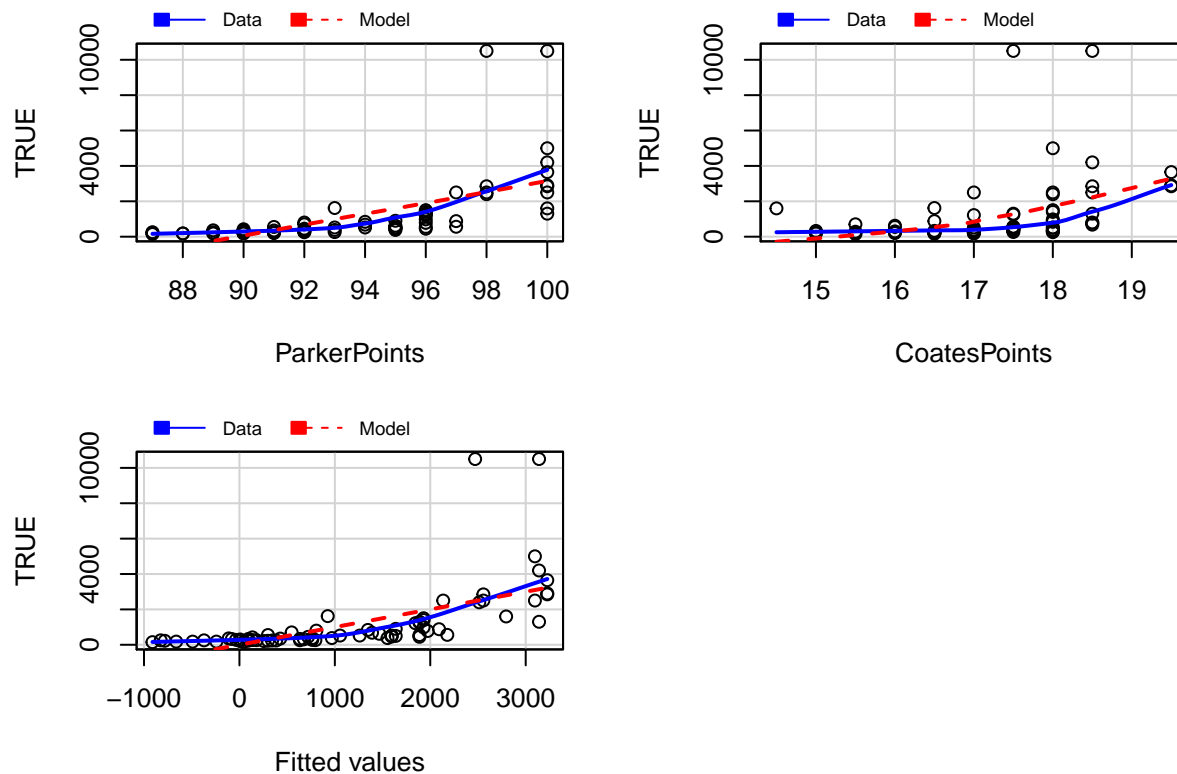 Data Model
TRUE
10000
4000
0
88 90 92 94 96 98 100
ParkerPoints
Data Model
TRUE
10000
4000
0
15 16 17 18 19
CoatesPoints
Data Model
TRUE
10000
4000
0
−1000 0 1000 2000 3000
Fitted values